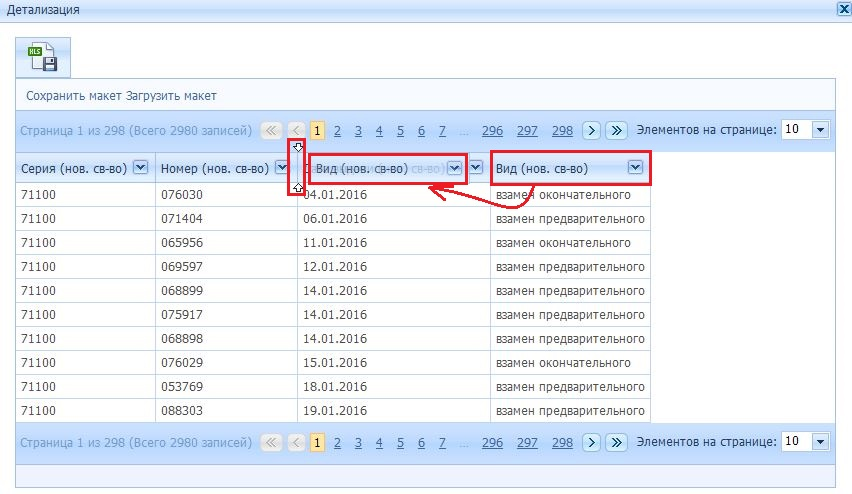 Детализация
XLS
Сохранить макет Загрузить макет
Страница 1 из 298 (Всего 2980 записей) 1 2 3 4 5 6 7 ... 296 297 298 Элементов на странице: 10
Серия (нов. св-во) Номер (нов. св-во) Вид (нов. св-во) Вид (нов. св-во)
71100 076030 04.01.2016 взамен окончательного
71100 071404 06.01.2016 взамен предварительного
71100 065956 11.01.2016 взамен окончательного
71100 069597 12.01.2016 взамен предварительного
71100 068899 14.01.2016 взамен предварительного
71100 075917 14.01.2016 взамен предварительного
71100 068898 14.01.2016 взамен предварительного
71100 076029 15.01.2016 взамен окончательного
71100 053769 18.01.2016 взамен предварительного
71100 088303 19.01.2016 взамен предварительного
Страница 1 из 298 (Всего 2980 записей) 1 2 3 4 5 6 7 ... 296 297 298 Элементов на странице: 10